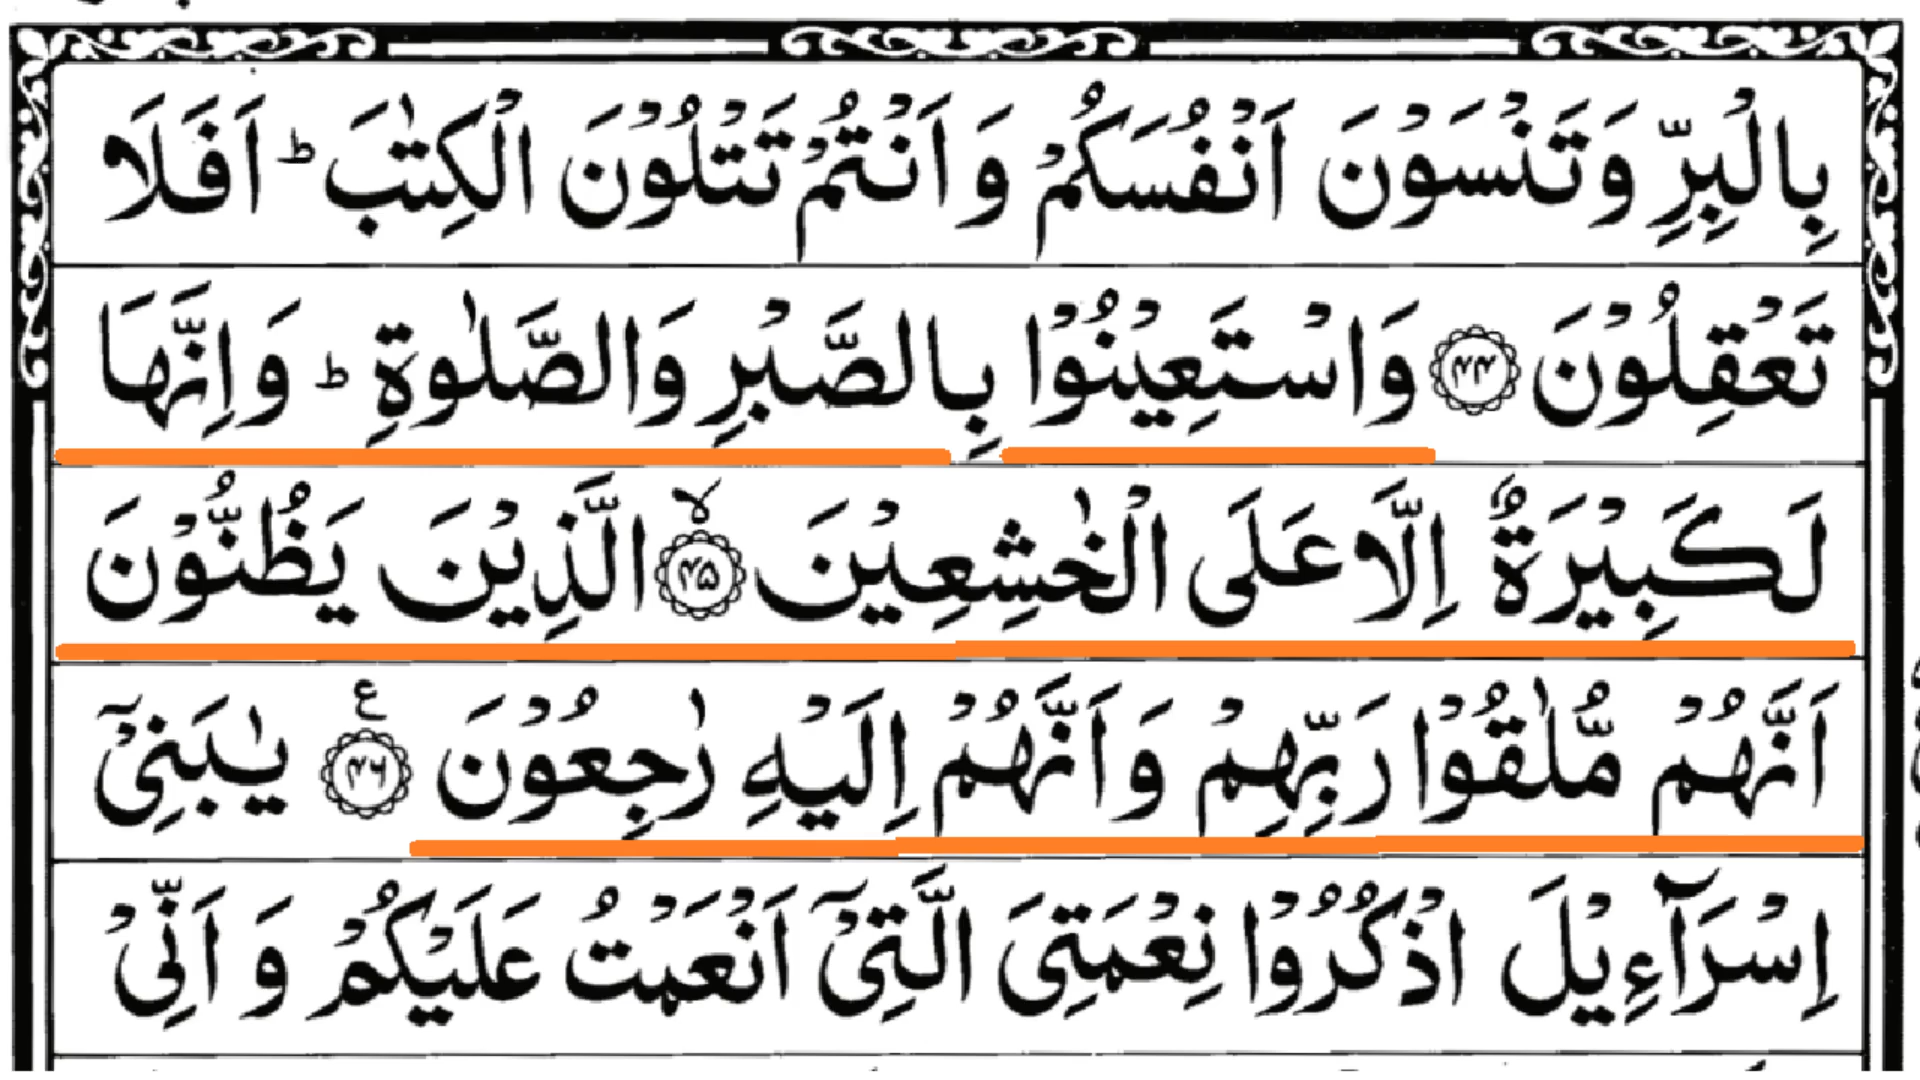 بِالْبِرِّ وَتَنْسَوْنَ اَنْفُسَكُمْ وَاَنْتُمْ تَتْلُوْنَ الْكِتٰبَ ؕ اَفَلَا
تَعْقِلُوْنَ ۴۴ وَاسْتَعِيْنُوْا بِالصَّبْرِ وَالصَّلٰوةِ ؕ وَاِنَّهَا
لَكَبِيْرَةٌ اِلَّا عَلَى الْخٰشِعِيْنَ ۙ ۴۵ الَّذِيْنَ يَظُنُّوْنَ
اَنَّهُمْ مُّلٰقُوْا رَبِّهِمْ وَاَنَّهُمْ اِلَيْهِ رٰجِعُوْنَ ع ۴۶ يٰبَنِيْۤ
اِسْرَآءِيْلَ اذْكُرُوْا نِعْمَتِيَ الَّتِيْۤ اَنْعَمْتُ عَلَيْكُمْ وَ اَنِّيْ